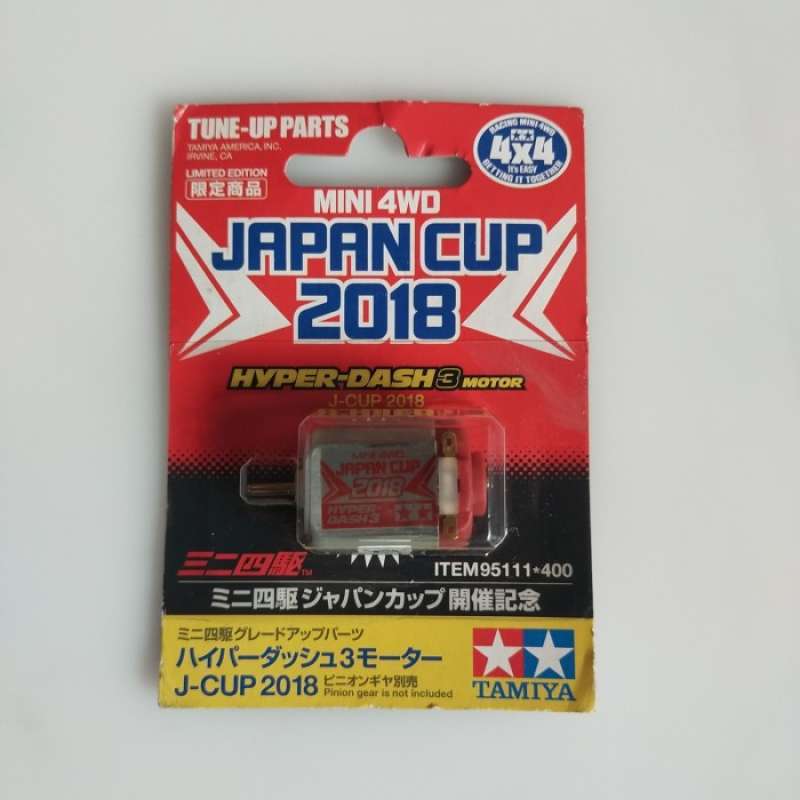 TUNE-UP PARTS
TAMIYA AMERICA, INC.
IRVINE, CA
LIMITED EDITION
限定商品
RACING MINI 4WD
4x4
It's EASY
GETTING IT TOGETHER
MINI 4WD
JAPAN CUP
2018
HYPER-DASH3 MOTOR
J-CUP 2018
MINI 4WD
JAPAN CUP
2018
HYPER-
DASH3
ミニ四駆™
ITEM 95111*400
ミニ四駆 ジャパンカップ 開催記念
ミニ四駆グレードアップパーツ
ハイパーダッシュ3モーター
J-CUP 2018 ピニオンギヤ別売
Pinion gear is not included
TAMIYA